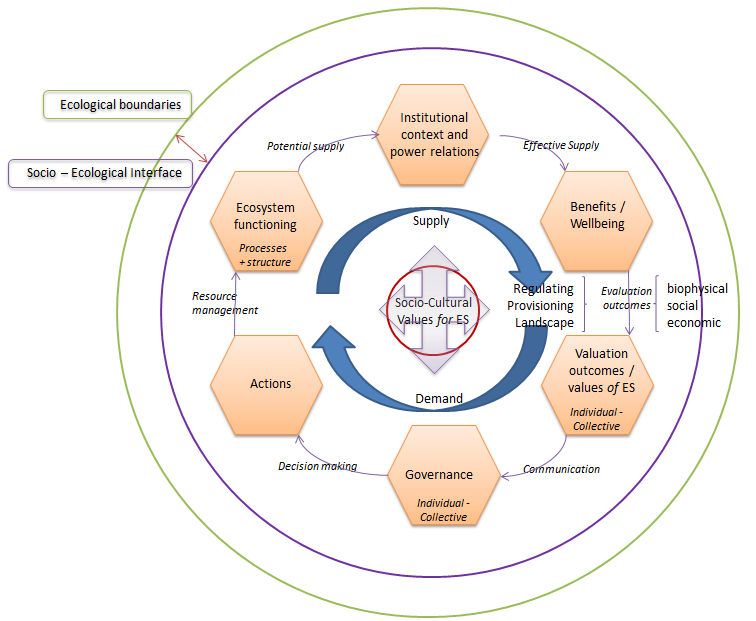 Ecological boundaries
Socio – Ecological Interface
Institutional
context and
power relations
Potential supply
Effective Supply
Ecosystem
functioning
Processes
+ structure
Benefits /
Wellbeing
Supply
Socio-Cultural
Values for ES
Regulating
Provisioning
Landscape
Evaluation
outcomes
biophysical
social
economic
Resource
management
Actions
Valuation
outcomes /
values of ES
Individual -
Collective
Demand
Decision making
Governance
Individual -
Collective
Communication